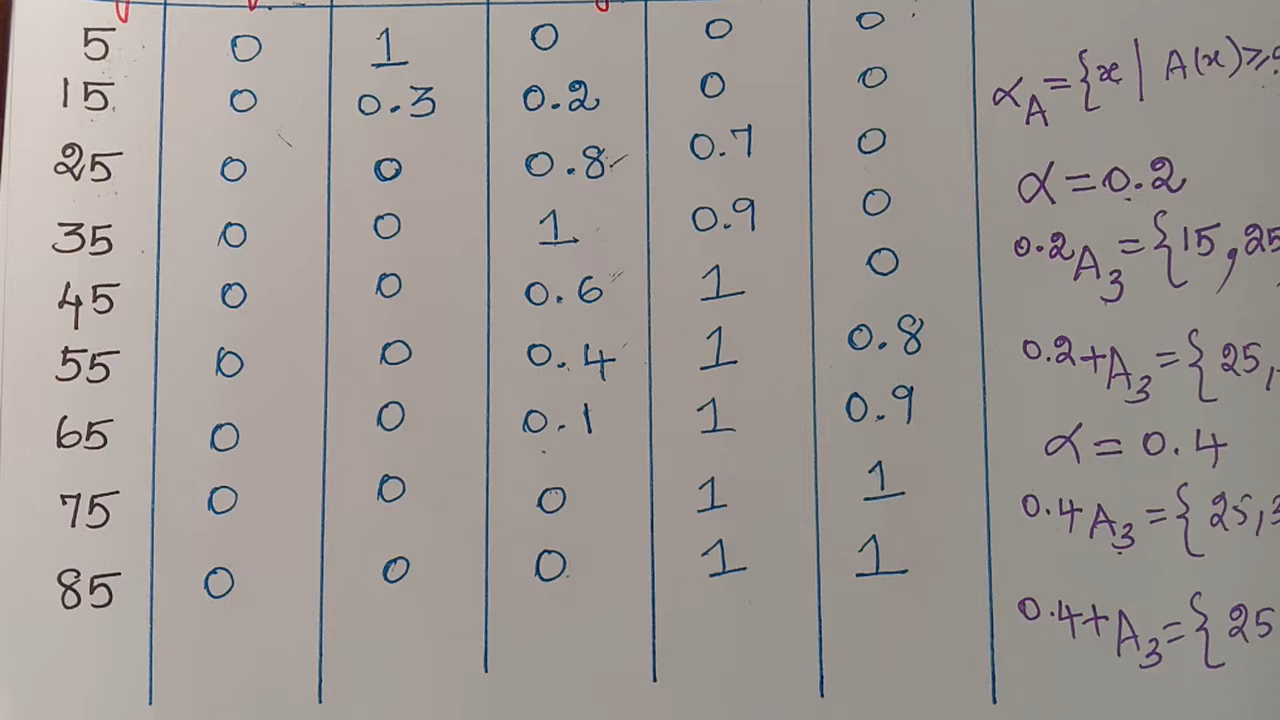 5 0 1 0 0 0
15 0 0.3 0.2 0 0
25 0 0 0.8 0.7 0
35 0 0 1 0.9 0
45 0 0 0.6 1 0
55 0 0 0.4 1 0.8
65 0 0 0.1 1 0.9
75 0 0 0 1 1
85 0 0 0 1 1
αA={x| A(x)≥
α=0.2
0.2A3={15,25
0.2+A3={25,
α=0.4
0.4A3={25,
0.4+A3={25